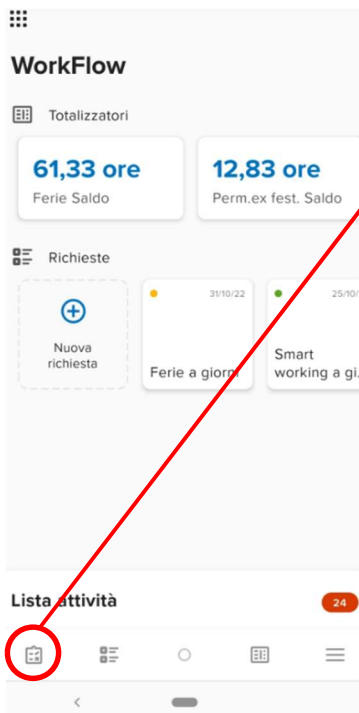 WorkFlow
Totalizzatori
61,33 ore
Ferie Saldo
12,83 ore
Perm.ex fest. Saldo
Richieste
Nuova
richiesta
31/10/22
Ferie a giorni
25/10/
Smart
working a gi.
Lista attività
24